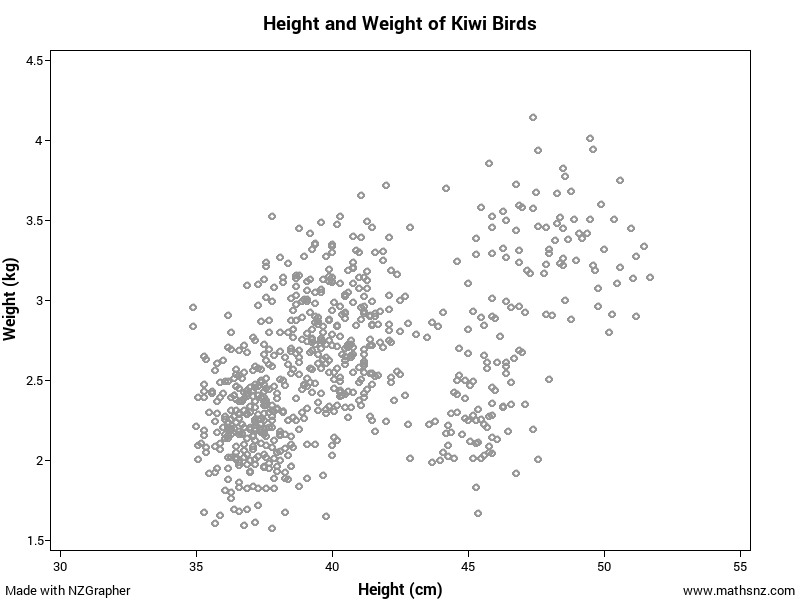 Height and Weight of Kiwi Birds
4.5
4
3.5
3
2.5
2
1.5
Weight (kg)
30
35
40
45
50
55
Height (cm)
Made with NZGrapher
www.mathsnz.com